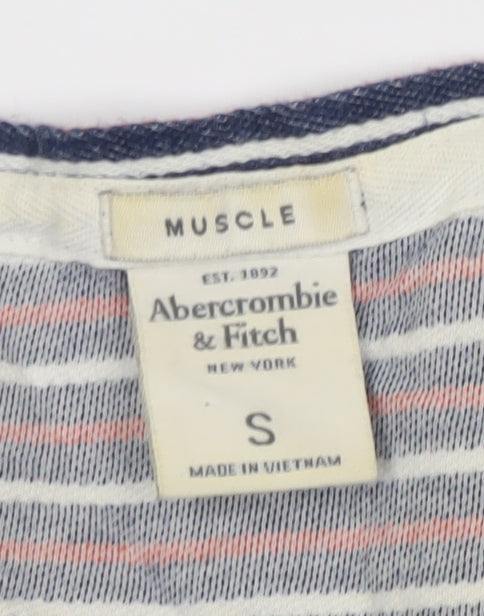 MUSCLE
EST. 1892
Abercrombie
& Fitch
NEW YORK
S
MADE IN VIETNAM